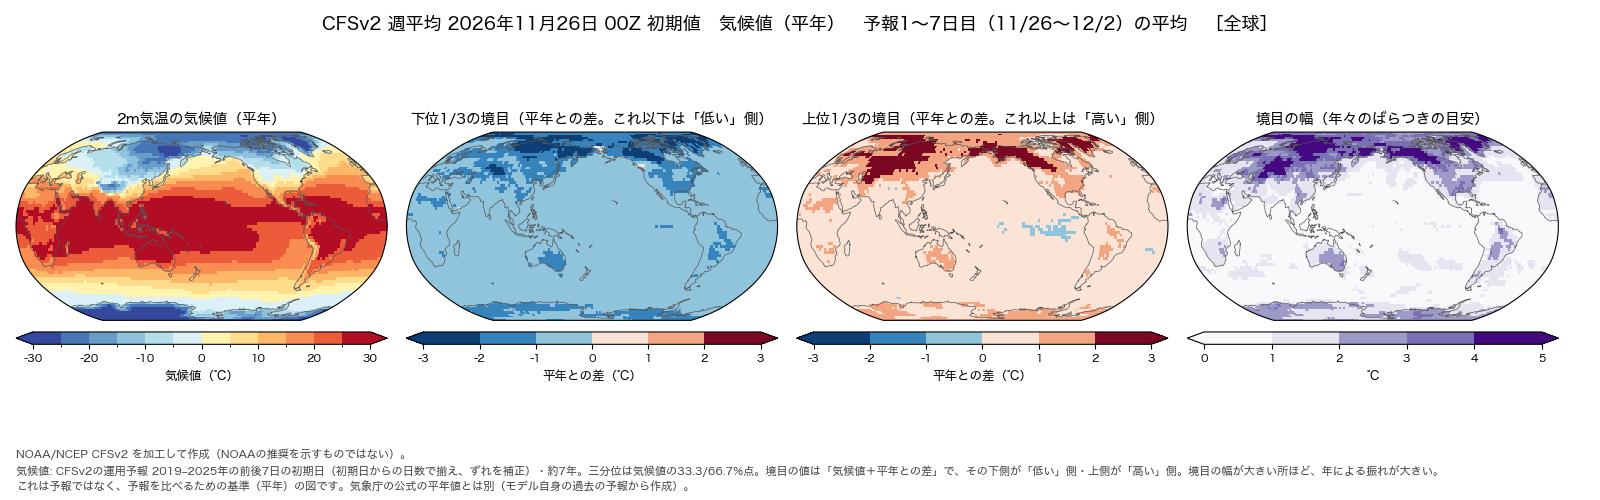 CFSv2 週平均 2026年11月26日 00Z 初期値　気候値（平年）　予報1～7日目（11/26～12/2）の平均　［全球］
2m気温の気候値（平年）
下位1/3の境目（平年との差。これ以下は「低い」側）
上位1/3の境目（平年との差。これ以上は「高い」側）
境目の幅（年々のばらつきの目安）
-30 -20 -10 0 10 20 30
気候値（℃）
-3 -2 -1 0 1 2 3
平年との差（℃）
-3 -2 -1 0 1 2 3
平年との差（℃）
0 1 2 3 4 5
℃
NOAA/NCEP CFSv2 を加工して作成（NOAAの推奨を示すものではない）。
気候値: CFSv2の運用予報 2019–2025年の前後7日の初期日（初期日からの日数で揃え、ずれを補正）・約7年。三分位は気候値の33.3/66.7%点。境目の値は「気候値＋平年との差」で、その下側が「低い」側・上側が「高い」側。境目の幅が大きい所ほど、年による振れが大きい。
これは予報ではなく、予報を比べるための基準（平年）の図です。気象庁の公式の平年値とは別（モデル自身の過去の予報から作成）。